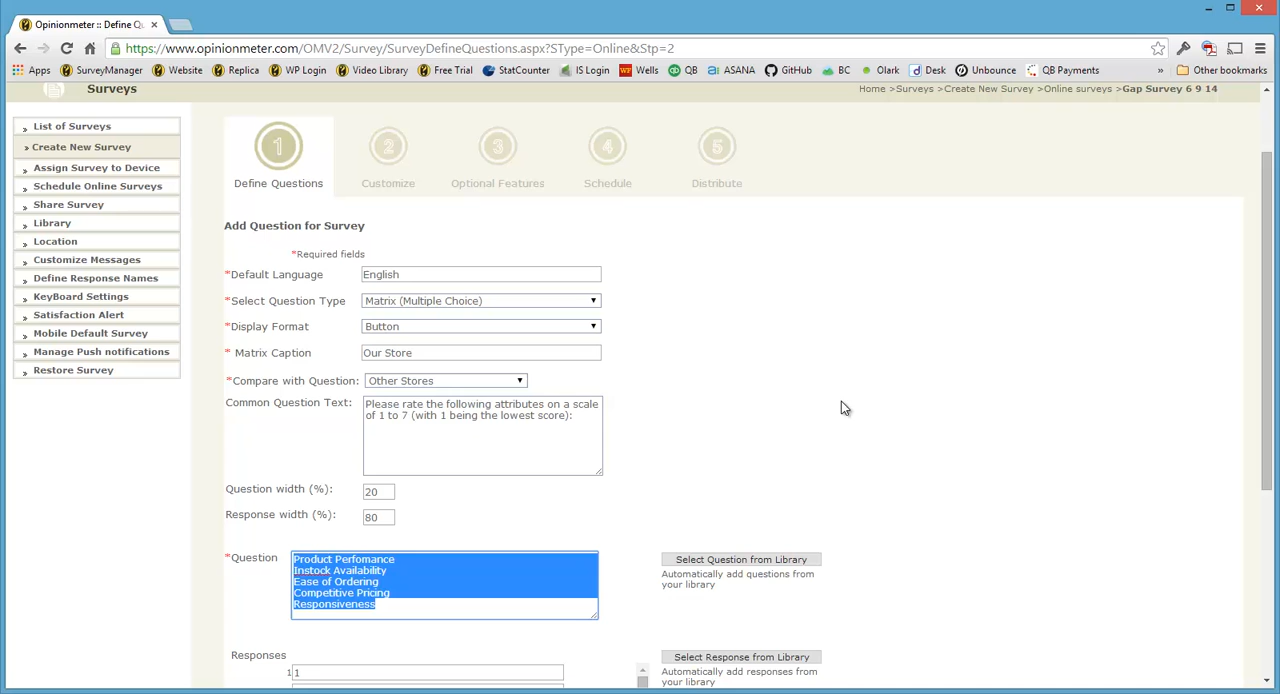 Opinionmeter :: Define Qu
https://www.opinionmeter.com/OMV2/Survey/SurveyDefineQuestions.aspx?SType=Online&Stp=2
Apps SurveyManager Website Replica WP Login Video Library Free Trial StatCounter IS Login Wells QB ASANA GitHub BC Olark Desk Unbounce QB Payments » Other bookmarks
Surveys
Home >Surveys >Create New Survey >Online surveys >Gap Survey 6 9 14
List of Surveys
Create New Survey
Assign Survey to Device
Schedule Online Surveys
Share Survey
Library
Location
Customize Messages
Define Response Names
KeyBoard Settings
Satisfaction Alert
Mobile Default Survey
Manage Push notifications
Restore Survey
1 2 3 4 5
Define Questions Customize Optional Features Schedule Distribute
Add Question for Survey
*Required fields
*Default Language English
*Select Question Type Matrix (Multiple Choice)
*Display Format Button
* Matrix Caption Our Store
*Compare with Question: Other Stores
Common Question Text: Please rate the following attributes on a scale
of 1 to 7 (with 1 being the lowest score):
Question width (%): 20
Response width (%): 80
*Question Product Perfomance
Instock Availability
Ease of Ordering
Competitive Pricing
Responsiveness
Select Question from Library
Automatically add questions from
your library
Responses
1 1
Select Response from Library
Automatically add responses from
your library